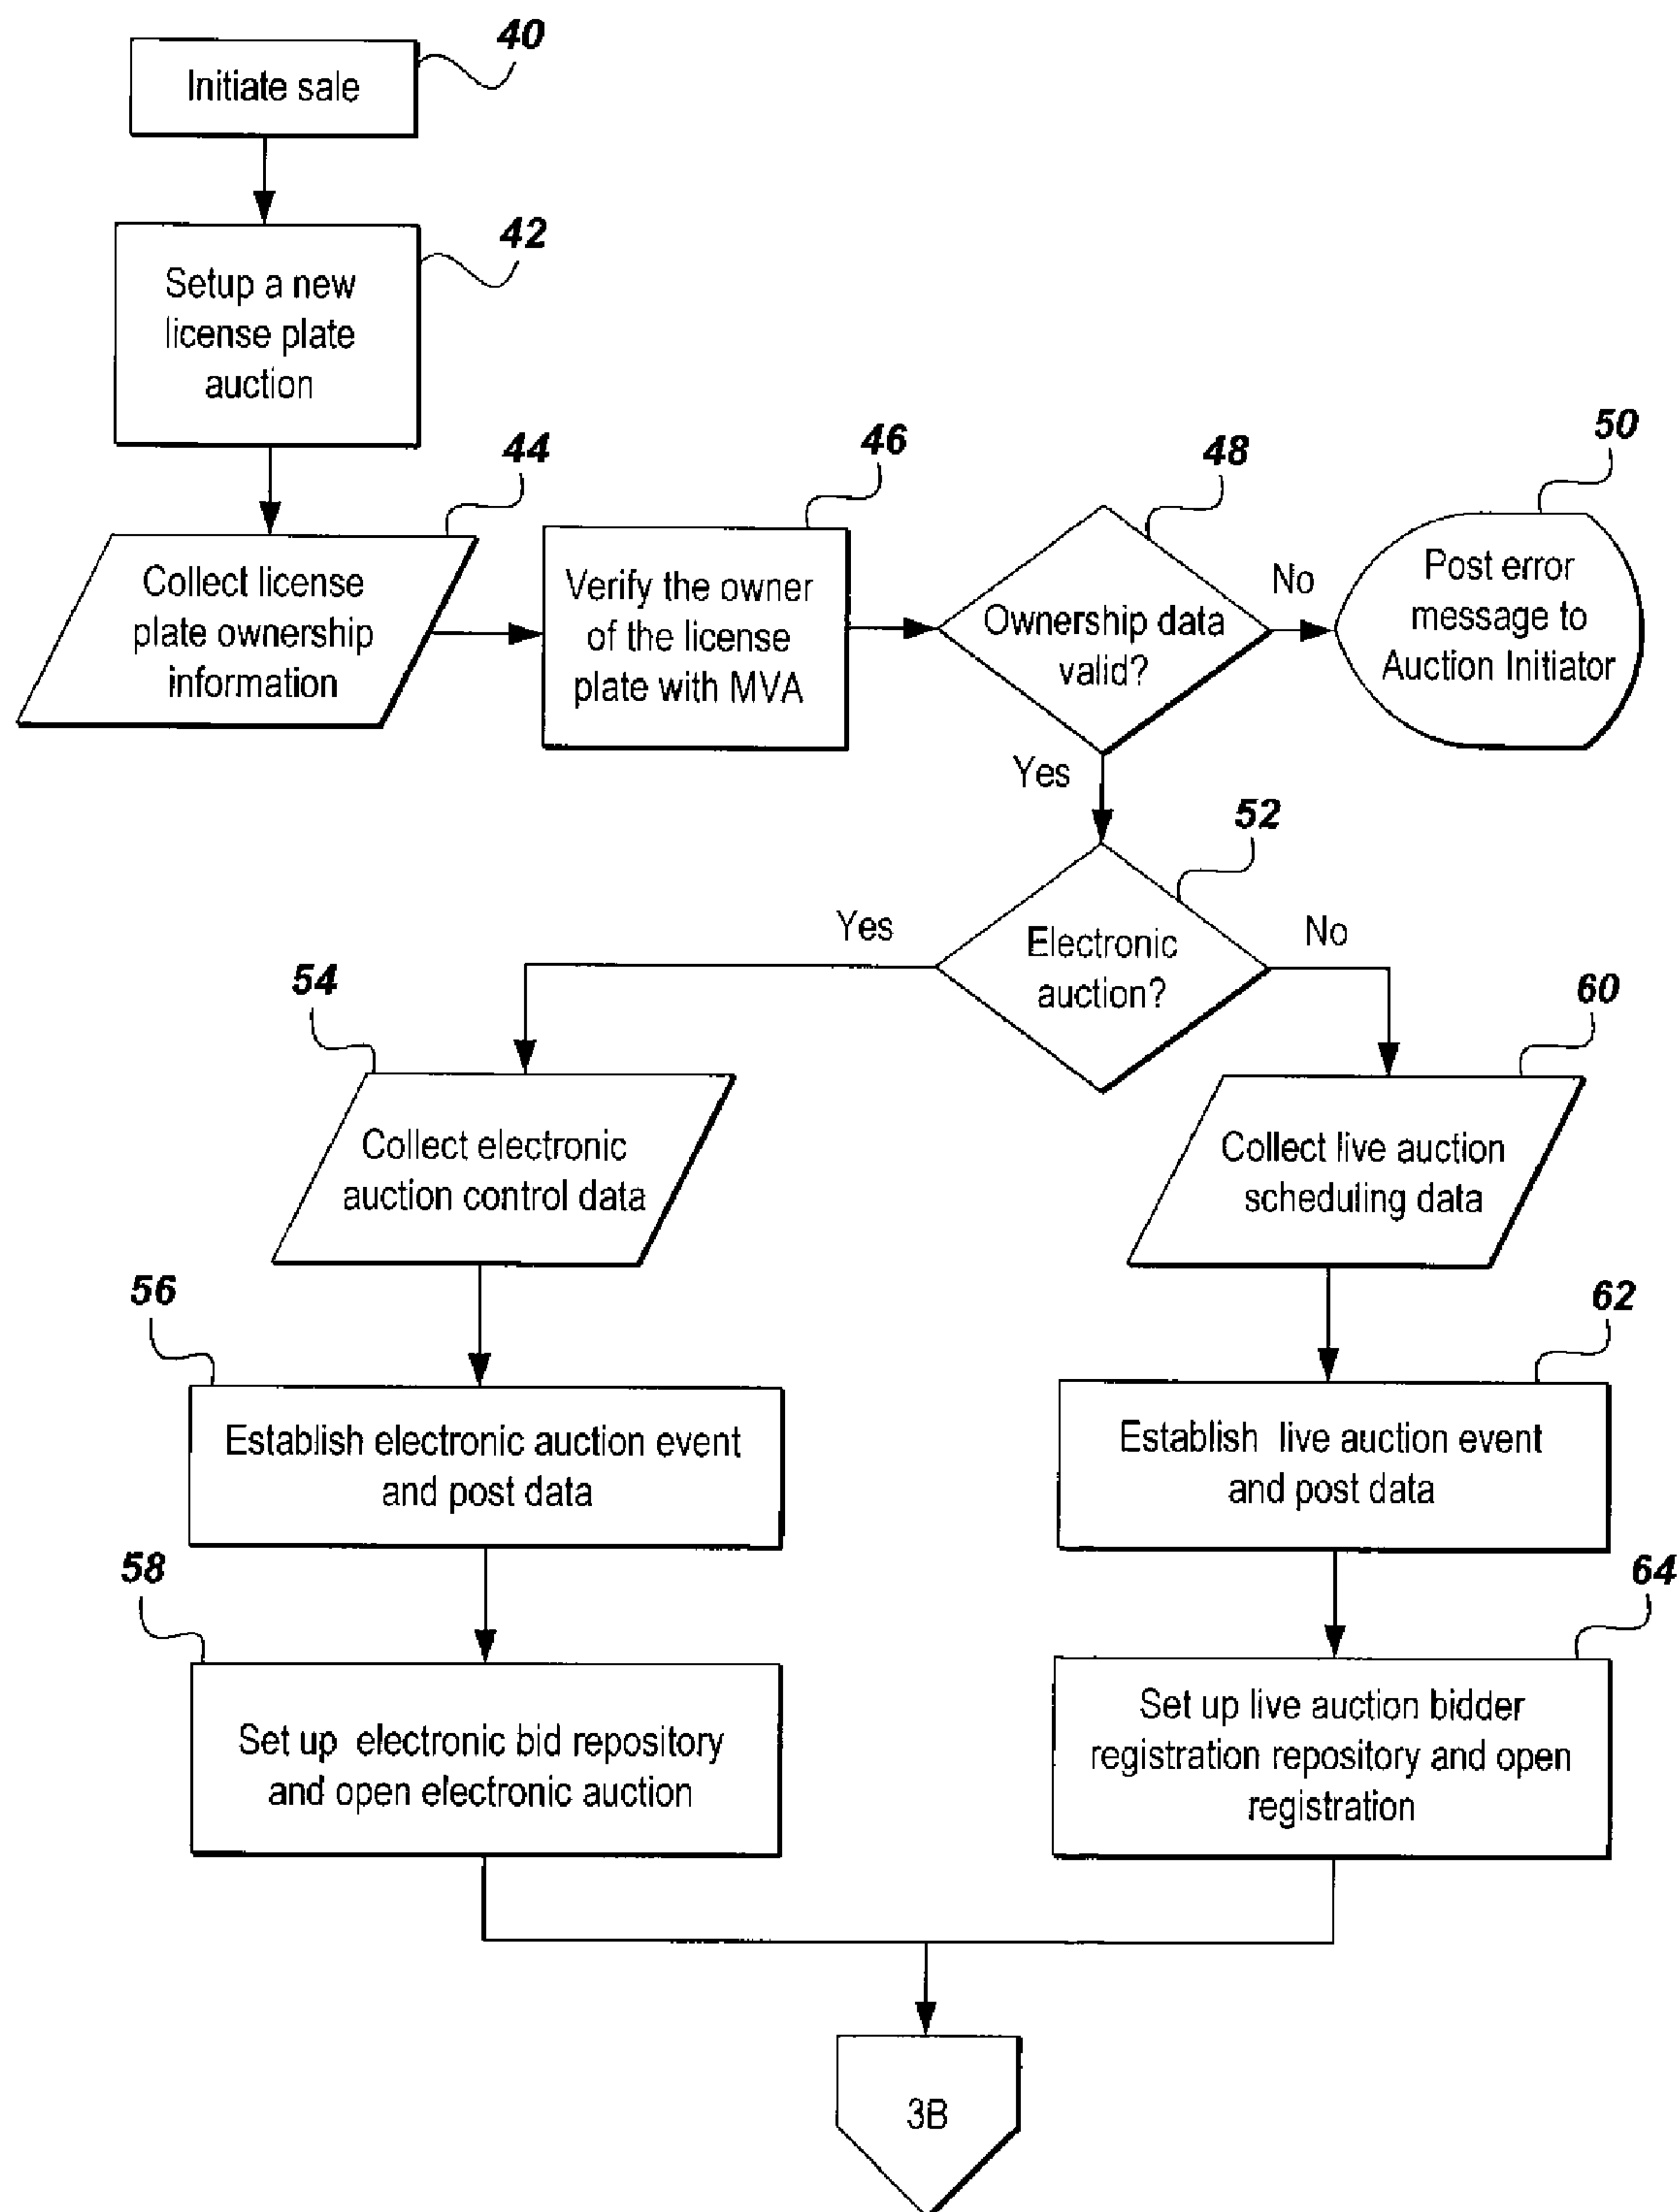 40
Initiate sale
42
Setup a new
license plate
auction
44
Collect license
plate ownership
information
46
Verify the owner
of the license
plate with MVA
48
Ownership data
valid?
No
50
Post error
message to
Auction Initiator
Yes
52
Electronic
auction?
Yes
No
54
Collect electronic
auction control data
60
Collect live auction
scheduling data
56
Establish electronic auction event
and post data
62
Establish live auction event
and post data
58
Set up electronic bid repository
and open electronic auction
64
Set up live auction bidder
registration repository and open
registration
3B